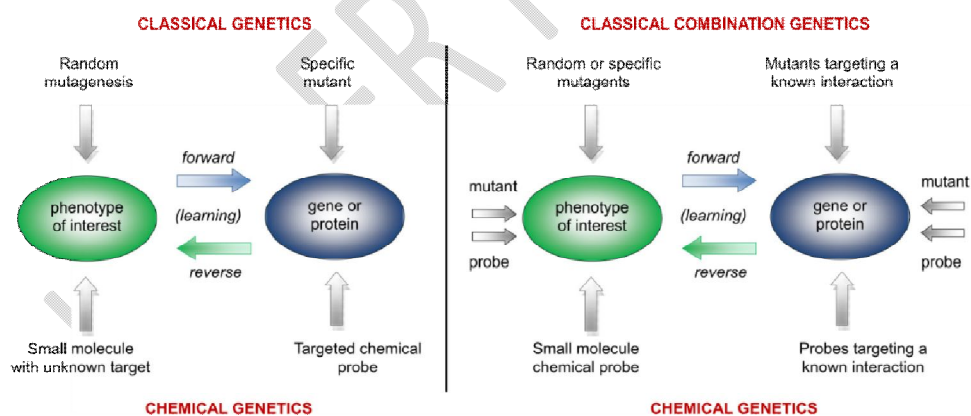 CLASSICAL GENETICS
Random
mutagenesis
Specific
mutant
forward
phenotype
of interest
(learning)
gene or
protein
reverse
Small molecule
with unknown target
Targeted chemical
probe
CHEMICAL GENETICS
CLASSICAL COMBINATION GENETICS
Random or specific
mutagents
Mutants targeting a
known interaction
forward
mutant
phenotype
of interest
(learning)
gene or
protein
mutant
probe
reverse
probe
Small molecule
chemical probe
Probes targeting a
known interaction
CHEMICAL GENETICS